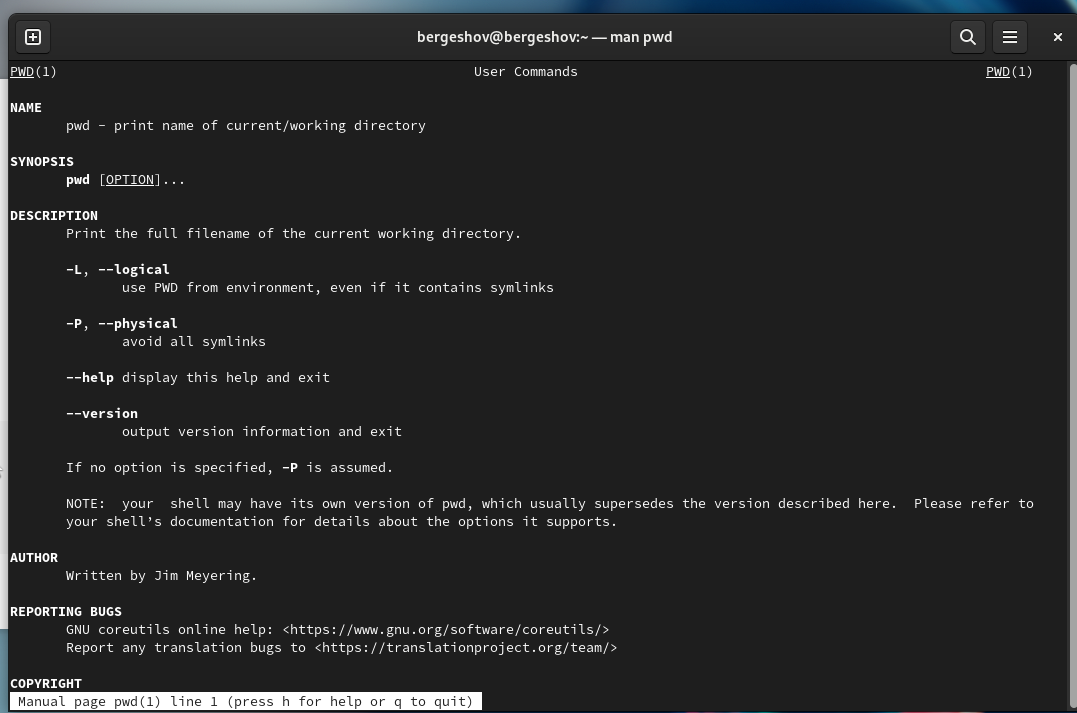 bergeshov@bergeshov:~ — man pwd
PWD(1) User Commands PWD(1)
NAME
pwd - print name of current/working directory
SYNOPSIS
pwd [OPTION]...
DESCRIPTION
Print the full filename of the current working directory.
-L, --logical
use PWD from environment, even if it contains symlinks
-P, --physical
avoid all symlinks
--help display this help and exit
--version
output version information and exit
If no option is specified, -P is assumed.
NOTE:  your  shell may have its own version of pwd, which usually supersedes the version described here.  Please refer to
your shell’s documentation for details about the options it supports.
AUTHOR
Written by Jim Meyering.
REPORTING BUGS
GNU coreutils online help: <https://www.gnu.org/software/coreutils/>
Report any translation bugs to <https://translationproject.org/team/>
COPYRIGHT
Manual page pwd(1) line 1 (press h for help or q to quit)